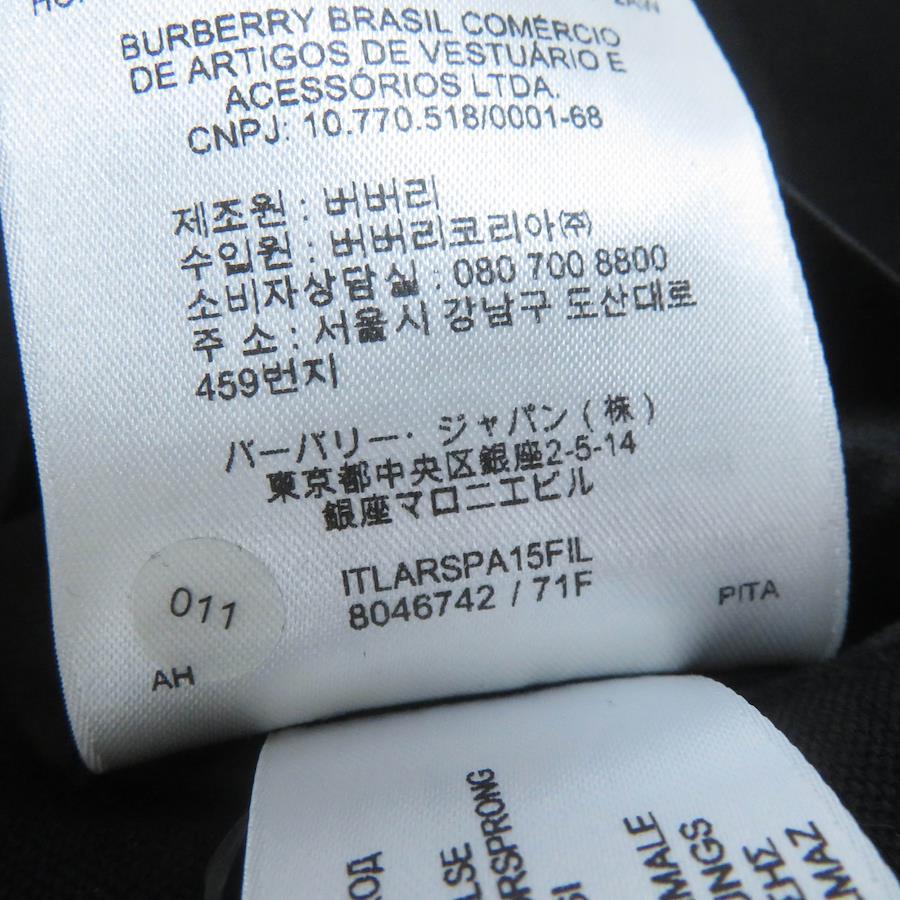 BURBERRY BRASIL COMÉRCIO
DE ARTIGOS DE VESTUÁRIO E
ACESSÓRIOS LTDA.
CNPJ: 10.770.518/0001-68
제조원 : 버버리
수입원 : 버버리코리아㈜
소비자상담실 : 080 700 8800
주 소 : 서울시 강남구 도산대로
459번지
バーバリー・ジャパン(株)
東京都中央区銀座2-5-14
銀座マロニエビル
ITLARSPA15FIL
8046742 / 71F
PITA
011
AH